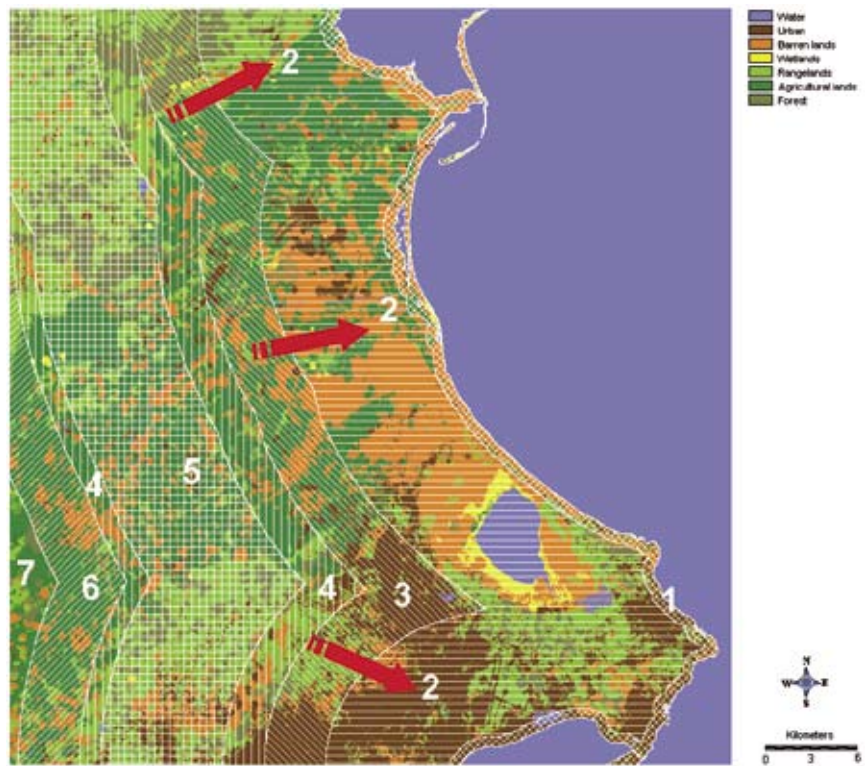 Water
Urban
Barren lands
Wetlands
Rangelands
Agricultural lands
Forest
2
2
5
4
7
6
4
3
1
2
N
W E
S
Kilometers
0 3 6